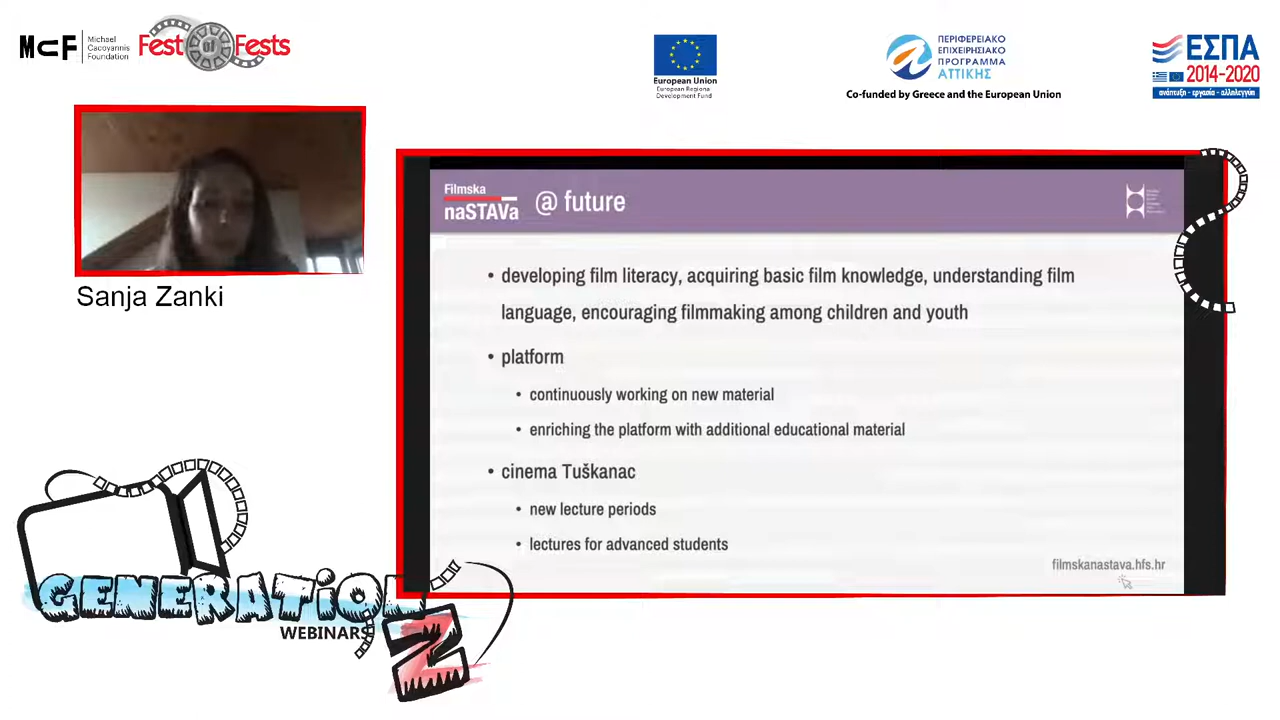 MCF
Michael
Cacoyannis
Foundation
Fest of Fests
European Union
European Regional
Development Fund
ΠΕΡΙΦΕΡΕΙΑΚΟ
ΕΠΙΧΕΙΡΗΣΙΑΚΟ
ΠΡΟΓΡΑΜΜΑ
ΑΤΤΙΚΗΣ
Co-funded by Greece and the European Union
ΕΣΠΑ
2014-2020
ανάπτυξη - εργασία - αλληλεγγύη
Sanja Zanki
Filmska
naSTAVa
@ future
• developing film literacy, acquiring basic film knowledge, understanding film
language, encouraging filmmaking among children and youth
• platform
• continuously working on new material
• enriching the platform with additional educational material
• cinema Tuškanac
• new lecture periods
• lectures for advanced students
filmskanastava.hfs.hr
GENERATiON
WEBINARS
Z